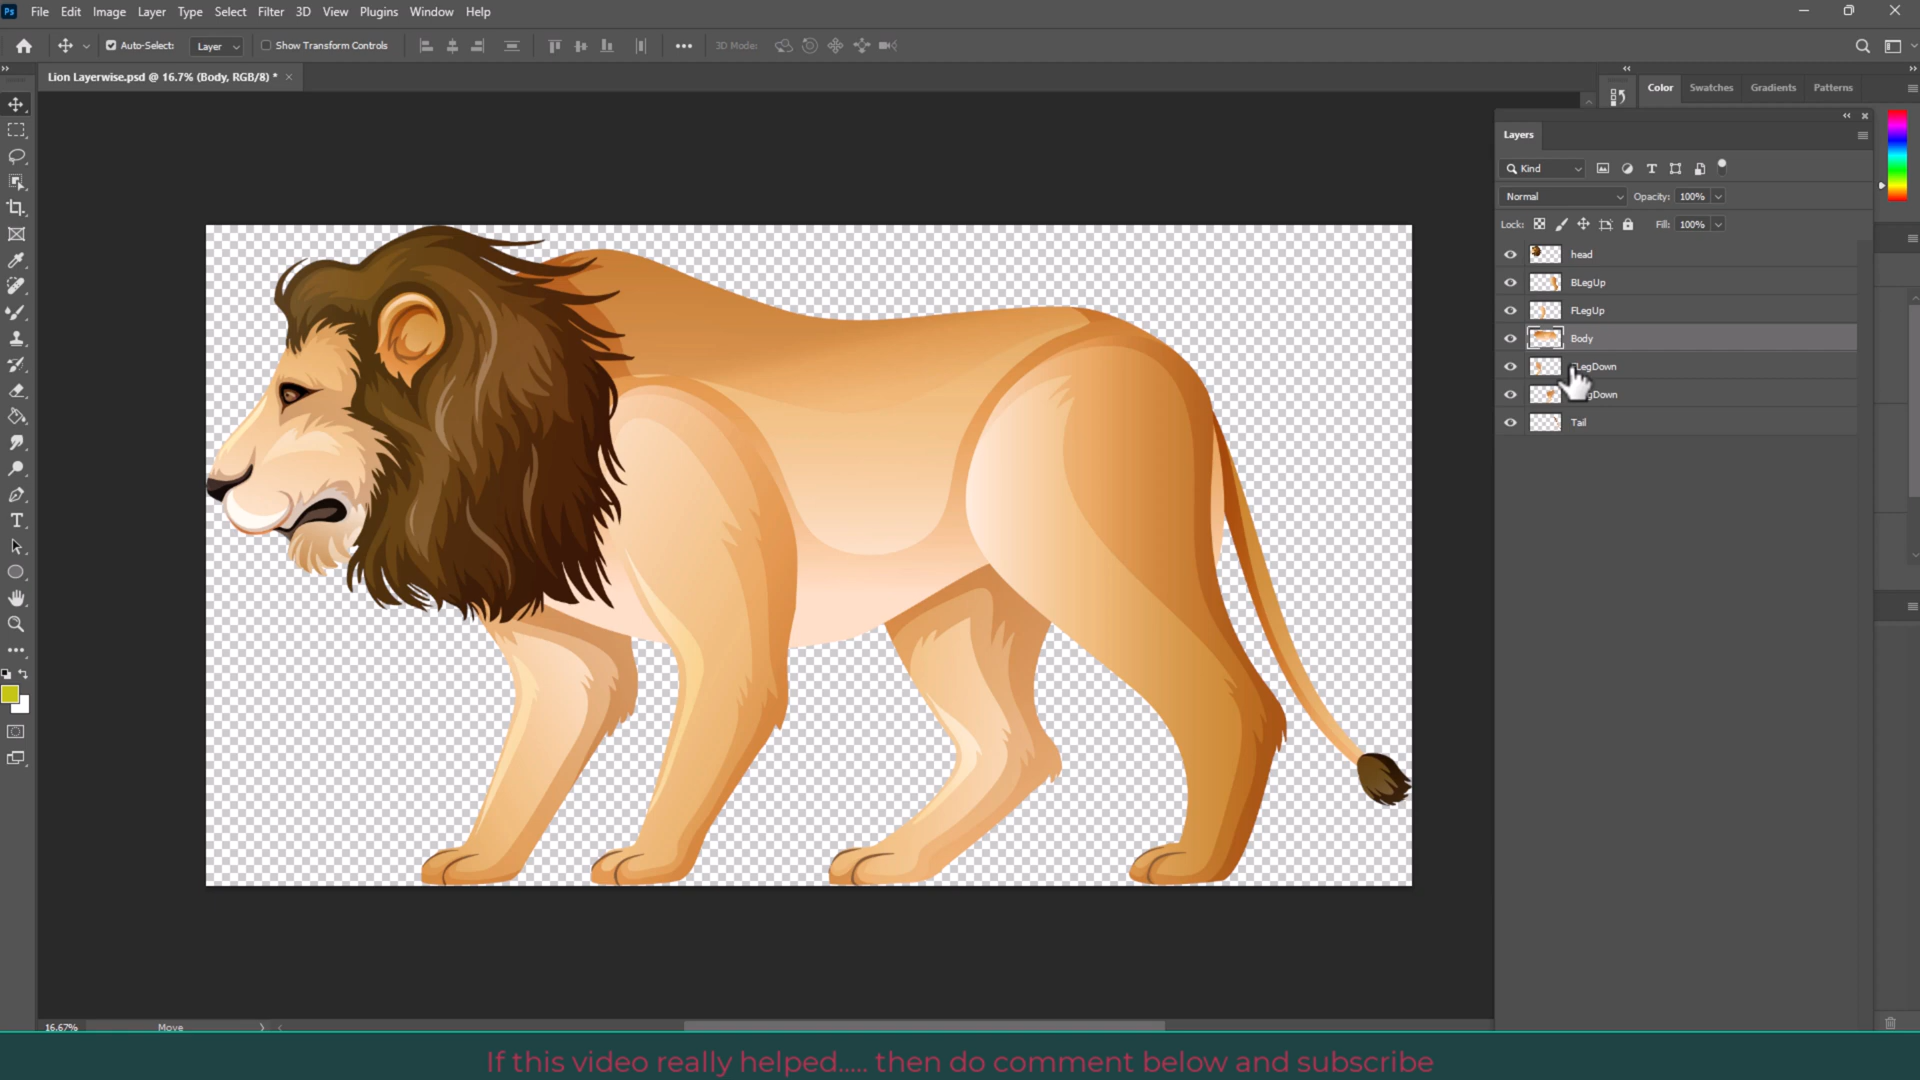 Ps File Edit Image Layer Type Select Filter 3D View Plugins Window Help
Auto-Select: Layer Show Transform Controls 3D Mode:
Lion Layerwise.psd @ 16.7% (Body, RGB/8) *
Color Swatches Gradients Patterns
Layers
Kind
Normal Opacity: 100%
Lock: Fill: 100%
head
BLegUp
FLegUp
Body
LegDown
gDown
Tail
16.67% Move
If this video really helped..... then do comment below and subscribe